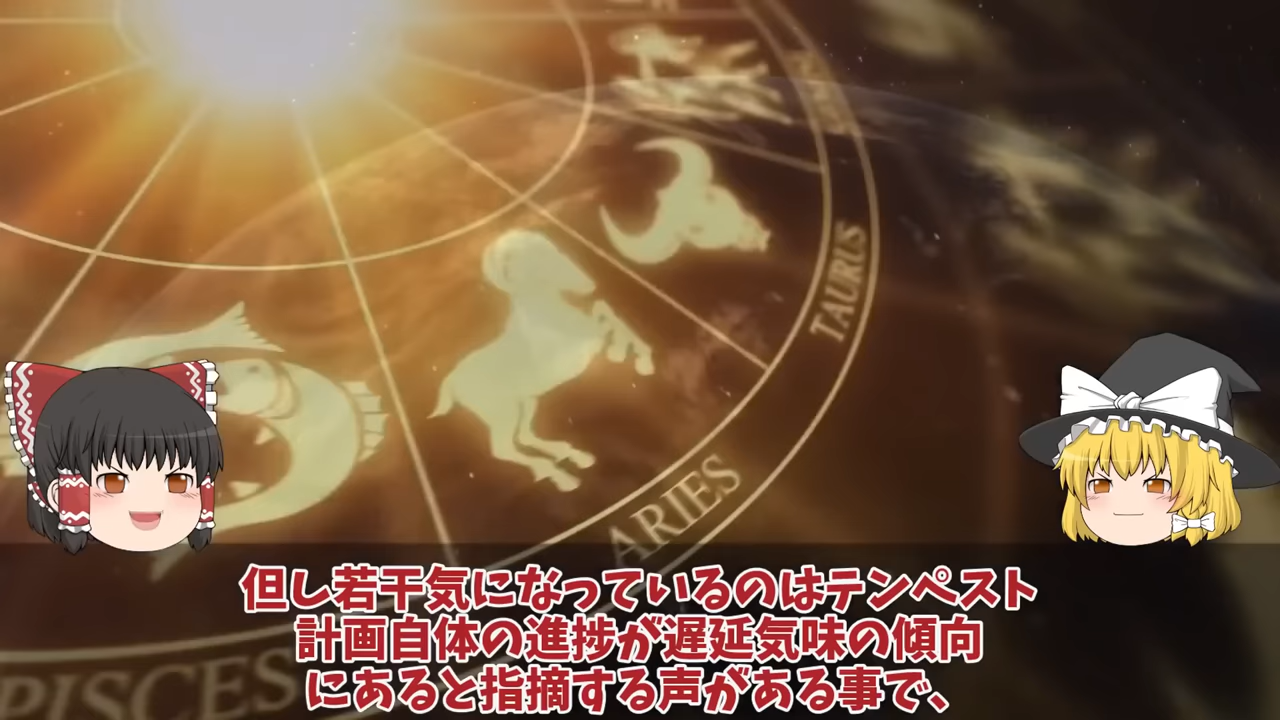 TAURUS
ARIES
PISCES
但し若干気になっているのはテンペスト
計画自体の進捗が遅延気味の傾向
にあると指摘する声がある事で、